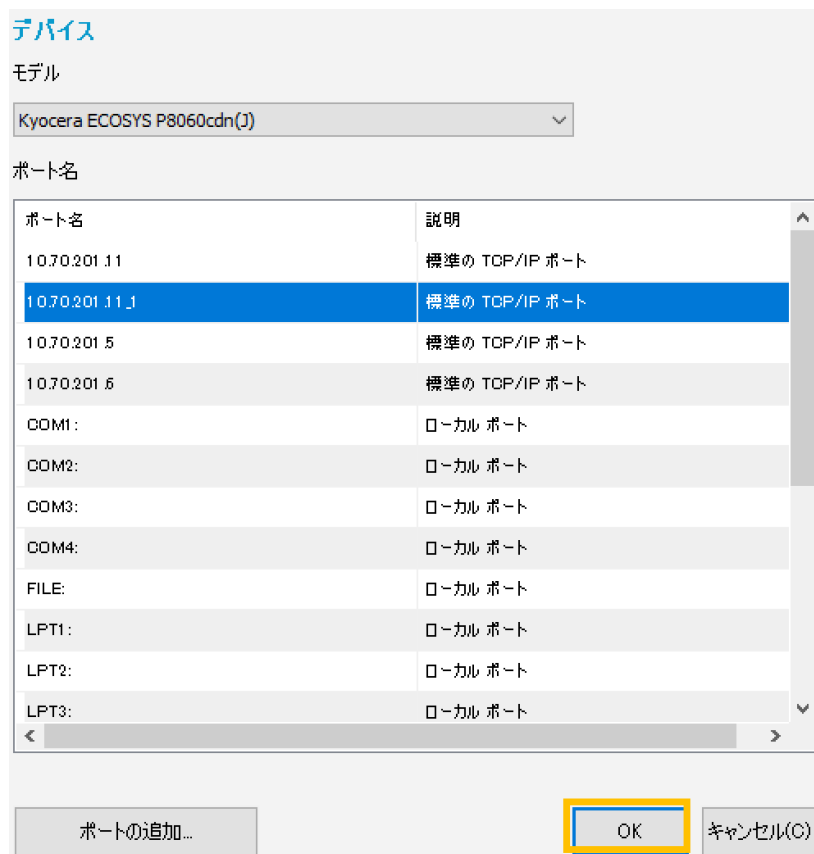 デバイス
モデル
Kyocera ECOSYS P8060cdn(J)
ポート名
ポート名 説明
10.70.201.11 標準の TCP/IP ポート
10.70.201.11_1 標準の TCP/IP ポート
10.70.201.5 標準の TCP/IP ポート
10.70.201.6 標準の TCP/IP ポート
COM1: ローカル ポート
COM2: ローカル ポート
COM3: ローカル ポート
COM4: ローカル ポート
FILE: ローカル ポート
LPT1: ローカル ポート
LPT2: ローカル ポート
LPT3: ローカル ポート
ポートの追加... OK キャンセル(C)